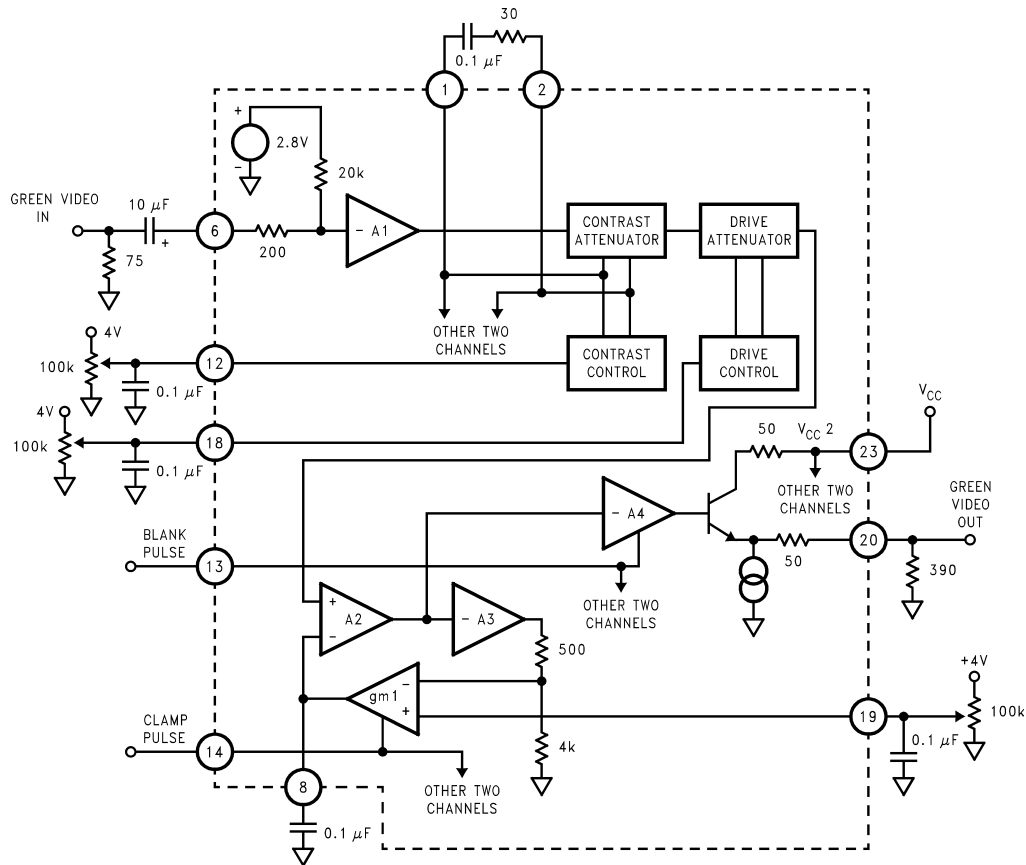 30
0.1 μF
1
2
+
2.8V
−
20k
GREEN VIDEO
IN
10 μF
+
6
75
200
− A1
CONTRAST
ATTENUATOR
DRIVE
ATTENUATOR
OTHER TWO
CHANNELS
4V
100k
0.1 μF
12
CONTRAST
CONTROL
DRIVE
CONTROL
4V
100k
0.1 μF
18
VCC
50
VCC 2
23
OTHER TWO
CHANNELS
GREEN
VIDEO
OUT
− A4
BLANK
PULSE
13
50
20
390
OTHER TWO
CHANNELS
+
A2
−
− A3
500
gm1
−
+
+4V
19
100k
0.1 μF
CLAMP
PULSE
14
4k
OTHER TWO
CHANNELS
8
0.1 μF